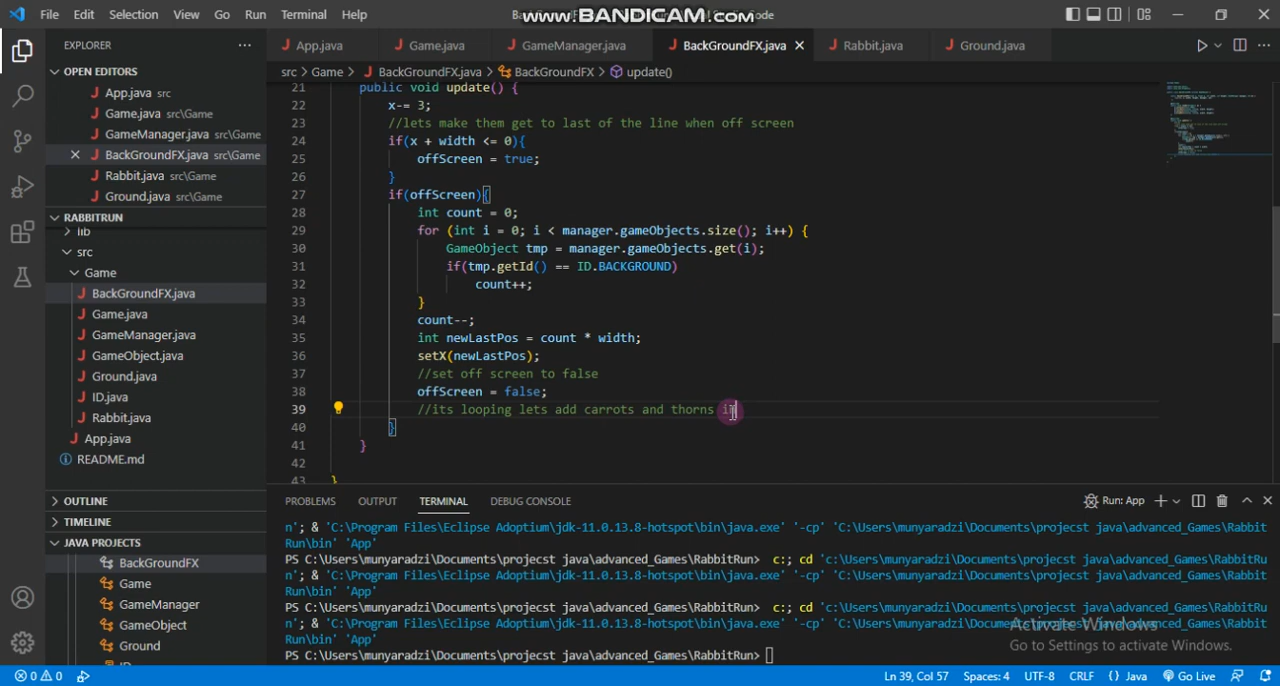 File Edit Selection View Go Run Terminal Help
www.BANDICAM.com
Code
EXPLORER
App.java Game.java GameManager.java BackGroundFX.java Rabbit.java Ground.java
src > Game > BackGroundFX.java > BackGroundFX > update()
OPEN EDITORS
App.java src
Game.java src\Game
GameManager.java src\Game
BackGroundFX.java src\Game
Rabbit.java src\Game
Ground.java src\Game
RABBITRUN
lib
src
Game
BackGroundFX.java
Game.java
GameManager.java
GameObject.java
Ground.java
ID.java
Rabbit.java
App.java
README.md
OUTLINE
TIMELINE
JAVA PROJECTS
BackGroundFX
Game
GameManager
GameObject
Ground
21 public void update() {
22 x-= 3;
23 //lets make them get to last of the line when off screen
24 if(x + width <= 0){
25 offScreen = true;
26 }
27 if(offScreen){
28 int count = 0;
29 for (int i = 0; i < manager.gameObjects.size(); i++) {
30 GameObject tmp = manager.gameObjects.get(i);
31 if(tmp.getId() == ID.BACKGROUND)
32 count++;
33 }
34 count--;
35 int newLastPos = count * width;
36 setX(newLastPos);
37 //set off screen to false
38 offScreen = false;
39 //its looping lets add carrots and thorns
40 }
41 }
42
43 }
PROBLEMS OUTPUT TERMINAL DEBUG CONSOLE
Run: App
n'; & 'C:\Program Files\Eclipse Adoptium\jdk-11.0.13.8-hotspot\bin\java.exe' '-cp' 'C:\Users\munyaradzi\Documents\projecst java\advanced_Games\Rabbit
Run\bin' 'App'
PS C:\Users\munyaradzi\Documents\projecst java\advanced_Games\RabbitRun> c:; cd 'c:\Users\munyaradzi\Documents\projecst java\advanced_Games\RabbitRu
n'; & 'C:\Program Files\Eclipse Adoptium\jdk-11.0.13.8-hotspot\bin\java.exe' '-cp' 'C:\Users\munyaradzi\Documents\projecst java\advanced_Games\Rabbit
Run\bin' 'App'
PS C:\Users\munyaradzi\Documents\projecst java\advanced_Games\RabbitRun> c:; cd 'c:\Users\munyaradzi\Documents\projecst java\advanced_Games\RabbitRu
n'; & 'C:\Program Files\Eclipse Adoptium\jdk-11.0.13.8-hotspot\bin\java.exe' '-cp' 'C:\Users\munyaradzi\Documents\projecst java\advanced_Games\Rabbit
Run\bin' 'App'
PS C:\Users\munyaradzi\Documents\projecst java\advanced_Games\RabbitRun>
Activate Windows
Go to Settings to activate Windows.
0 0 Ln 39, Col 57 Spaces: 4 UTF-8 CRLF {} Java Go Live